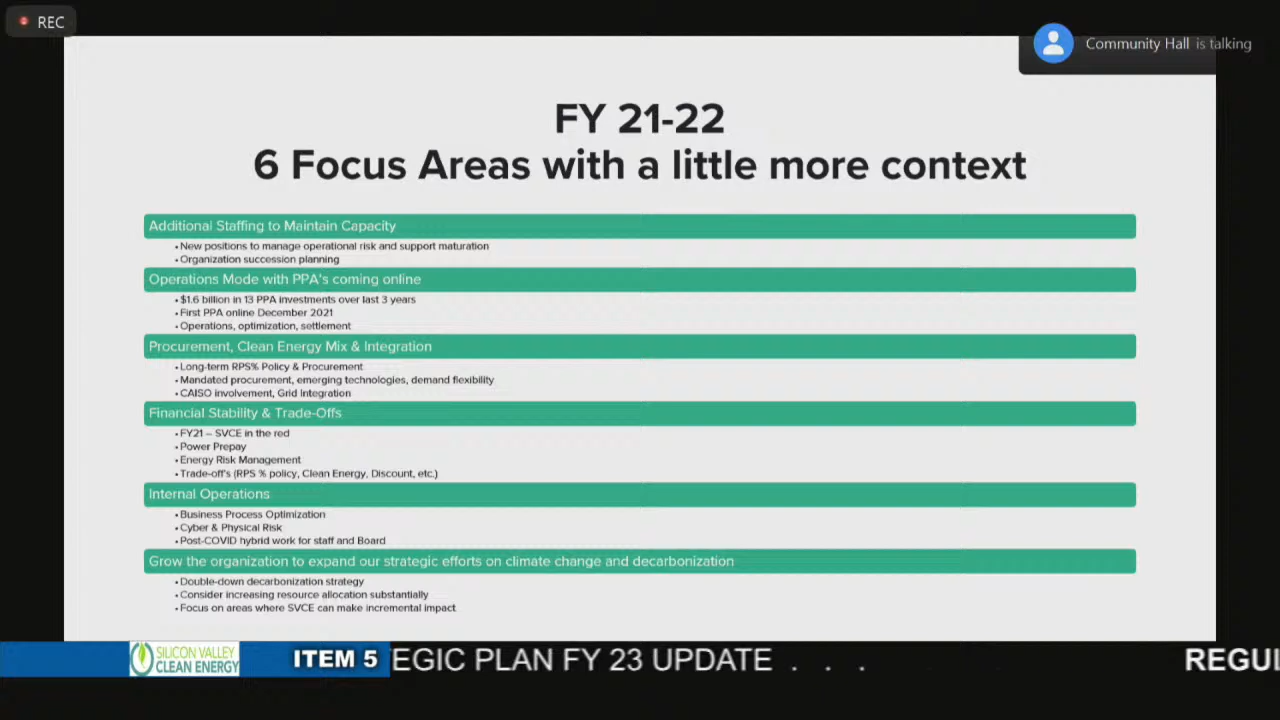 REC
Community Hall is talking
FY 21-22
6 Focus Areas with a little more context
Additional Staffing to Maintain Capacity
• New positions to manage operational risk and support maturation
• Organization succession planning
Operations Mode with PPA's coming online
• $1.6 billion in 13 PPA investments over last 3 years
• First PPA online December 2021
• Operations, optimization, settlement
Procurement, Clean Energy Mix & Integration
• Long-term RPS% Policy & Procurement
• Mandated procurement, emerging technologies, demand flexibility
• CAISO involvement, Grid Integration
Financial Stability & Trade-Offs
• FY21 – SVCE in the red
• Power Prepay
• Energy Risk Management
• Trade-off's (RPS % policy, Clean Energy, Discount, etc.)
Internal Operations
• Business Process Optimization
• Cyber & Physical Risk
• Post-COVID hybrid work for staff and Board
Grow the organization to expand our strategic efforts on climate change and decarbonization
• Double-down decarbonization strategy
• Consider increasing resource allocation substantially
• Focus on areas where SVCE can make incremental impact
SILICON VALLEY
CLEAN ENERGY
ITEM 5
EGIC PLAN FY 23 UPDATE . . .
REGUL